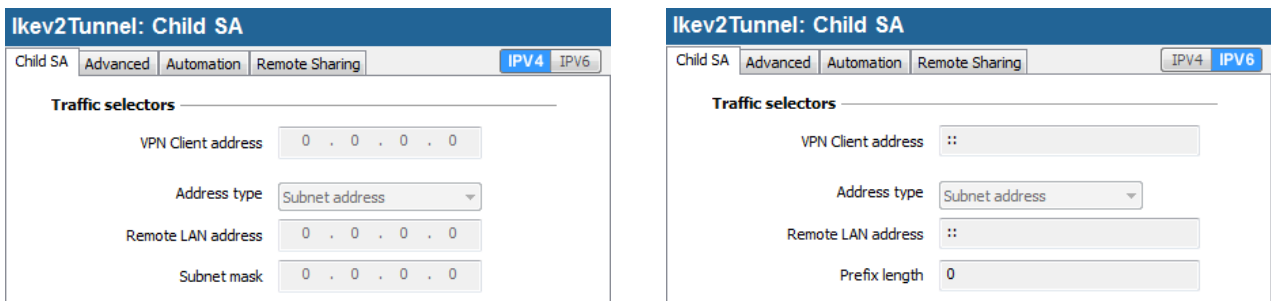 Ikev2Tunnel: Child SA
Child SA Advanced Automation Remote Sharing IPV4 IPV6
Traffic selectors
VPN Client address 0 . 0 . 0 . 0
Address type Subnet address
Remote LAN address 0 . 0 . 0 . 0
Subnet mask 0 . 0 . 0 . 0
Ikev2Tunnel: Child SA
Child SA Advanced Automation Remote Sharing IPV4 IPV6
Traffic selectors
VPN Client address ::
Address type Subnet address
Remote LAN address ::
Prefix length 0